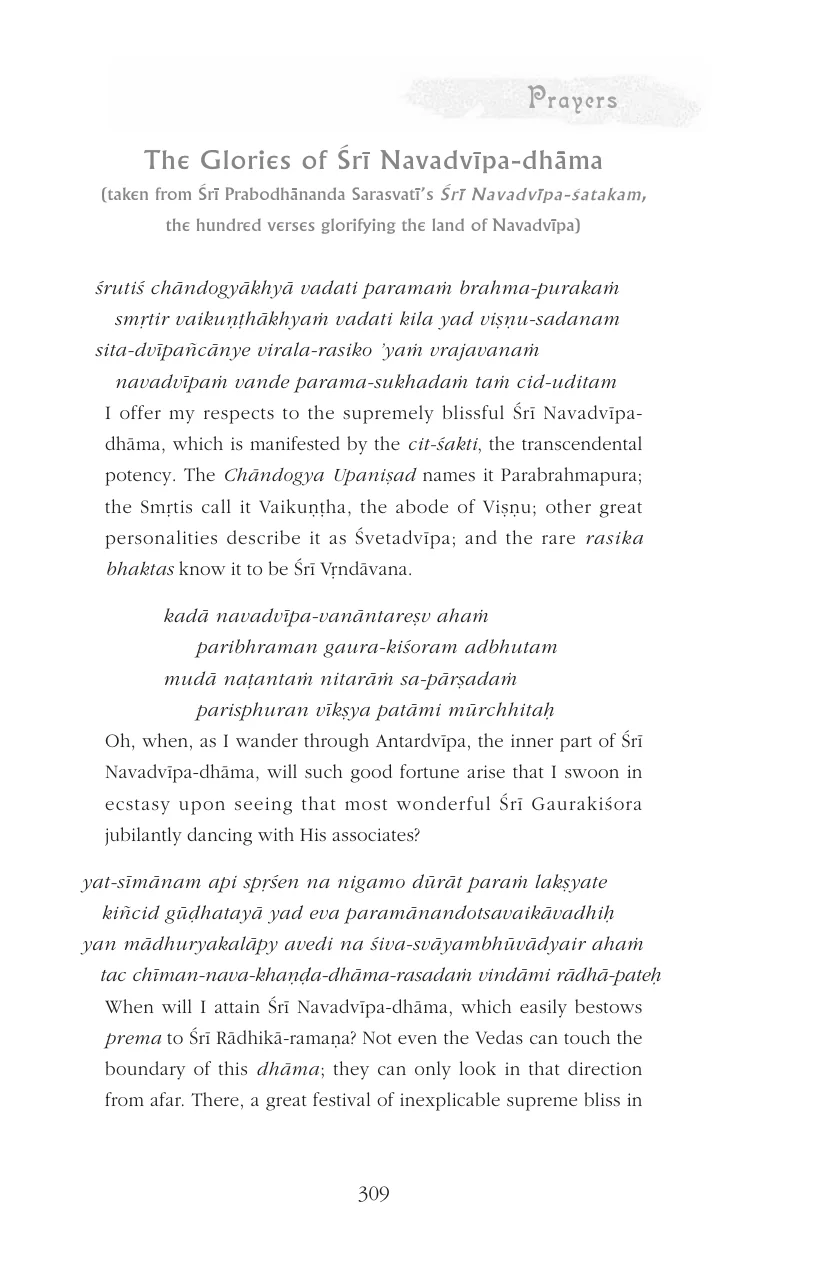 Prayers
The Glories of Śrī Navadvīpa-dhāma
(taken from Śrī Prabodhānanda Sarasvatī's Śrī Navadvīpa-śatakam,
the hundred verses glorifying the land of Navadvīpa)
śrutiś chāndogyākhyā vadati paramaṁ brahma-purakaṁ
smṛtir vaikuṇṭhākhyaṁ vadati kila yad viṣṇu-sadanam
sita-dvīpañcānye virala-rasiko 'yaṁ vrajavanaṁ
navadvīpaṁ vande parama-sukhadaṁ taṁ cid-uditam
I offer my respects to the supremely blissful Śrī Navadvīpa-
dhāma, which is manifested by the cit-śakti, the transcendental
potency. The Chāndogya Upaniṣad names it Parabrahmapura;
the Smṛtis call it Vaikuṇṭha, the abode of Viṣṇu; other great
personalities describe it as Śvetadvīpa; and the rare rasika
bhaktas know it to be Śrī Vṛndāvana.
kadā navadvīpa-vanāntareṣv ahaṁ
paribhraman gaura-kiśoram adbhutam
mudā naṭantaṁ nitarāṁ sa-pārṣadaṁ
parisphuran vīkṣya patāmi mūrchhitaḥ
Oh, when, as I wander through Antardvīpa, the inner part of Śrī
Navadvīpa-dhāma, will such good fortune arise that I swoon in
ecstasy upon seeing that most wonderful Śrī Gaurakiśora
jubilantly dancing with His associates?
yat-sīmānam api spṛśen na nigamo dūrāt paraṁ lakṣyate
kiñcid gūḍhatayā yad eva paramānandotsavaikāvadhiḥ
yan mādhuryakalāpy avedi na śiva-svāyambhūvādyair ahaṁ
tac chīman-nava-khaṇḍa-dhāma-rasadaṁ vindāmi rādhā-pateḥ
When will I attain Śrī Navadvīpa-dhāma, which easily bestows
prema to Śrī Rādhikā-ramaṇa? Not even the Vedas can touch the
boundary of this dhāma; they can only look in that direction
from afar. There, a great festival of inexplicable supreme bliss in
309